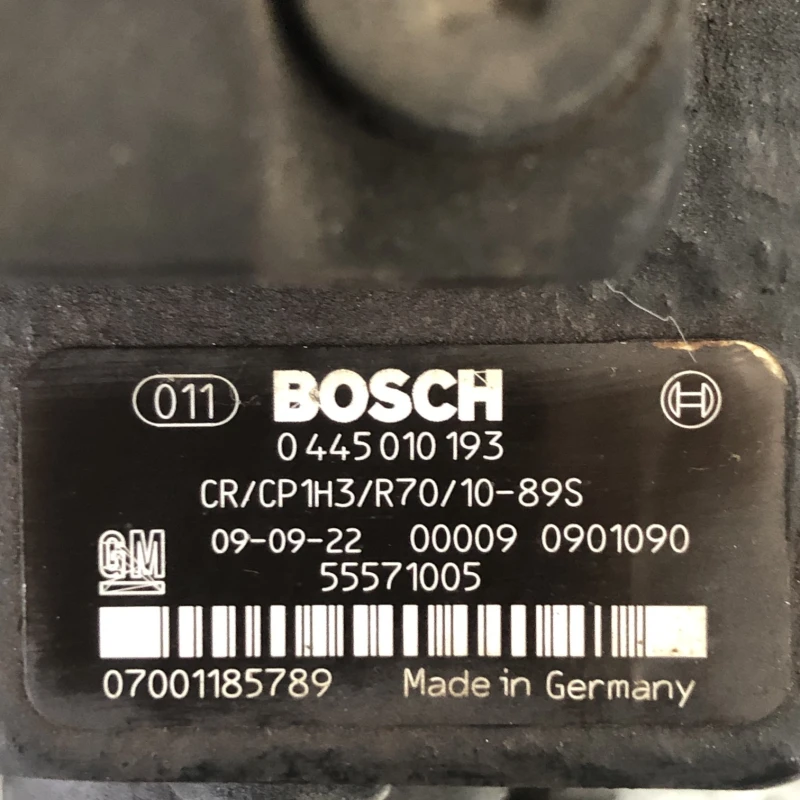 011 BOSCH
0 445 010 193
CR/CP1H3/R70/10-89S
GM 09-09-22 00009 0901090
55571005
07001185789 Made in Germany